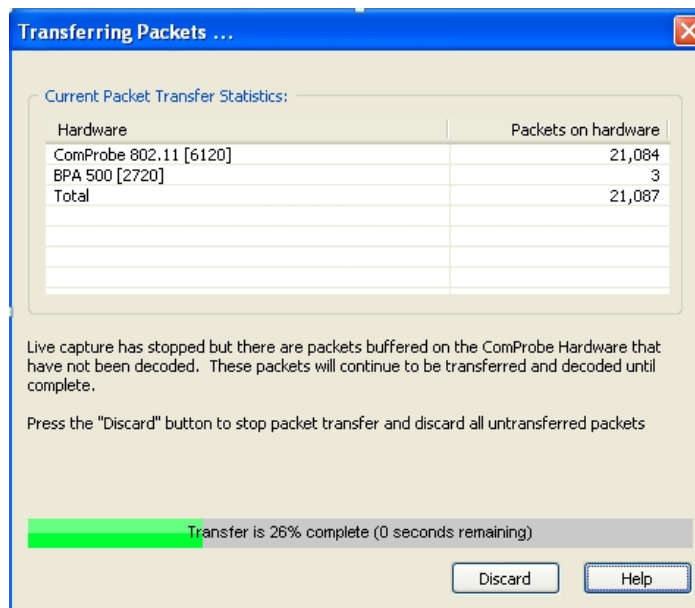 Transferring Packets ...
Current Packet Transfer Statistics:
Hardware Packets on hardware
ComProbe 802.11 [6120] 21,084
BPA 500 [2720] 3
Total 21,087
Live capture has stopped but there are packets buffered on the ComProbe Hardware that
have not been decoded. These packets will continue to be transferred and decoded until
complete.
Press the "Discard" button to stop packet transfer and discard all untransferred packets
Transfer is 26% complete (0 seconds remaining)
Discard Help